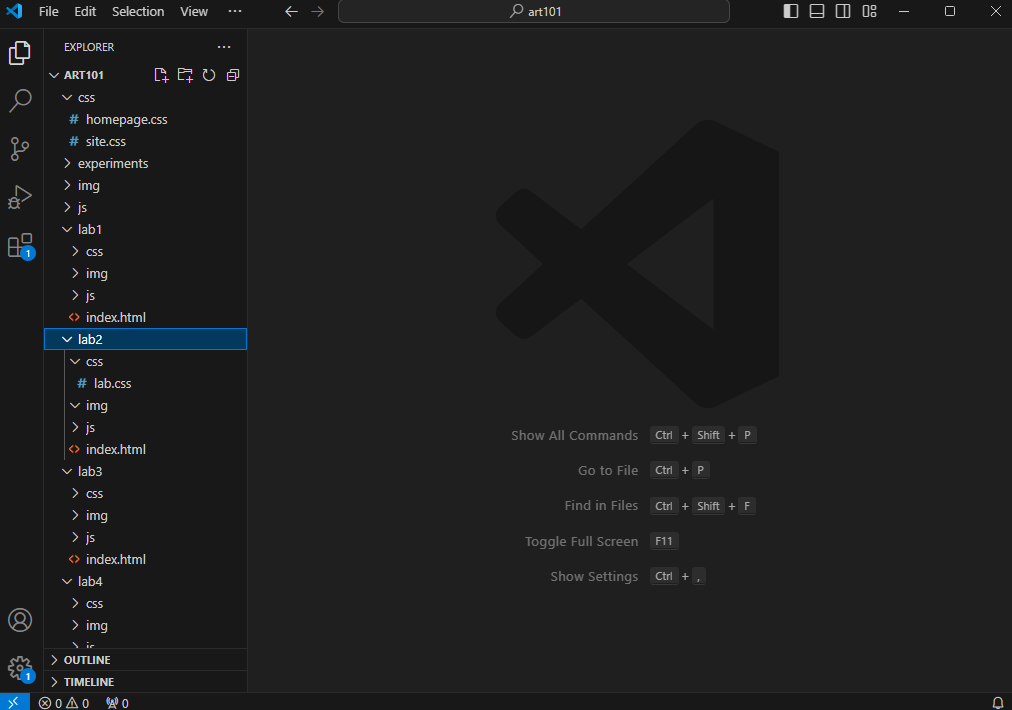 File Edit Selection View ··· art101
EXPLORER ···
ART101
css
# homepage.css
# site.css
experiments
img
js
lab1
css
img
js
<> index.html
1
lab2
css
# lab.css
img
js
<> index.html
lab3
css
img
js
<> index.html
lab4
css
img
js
OUTLINE
TIMELINE
1
Show All Commands Ctrl + Shift + P
Go to File Ctrl + P
Find in Files Ctrl + Shift + F
Toggle Full Screen F11
Show Settings Ctrl + ,
0 0 0